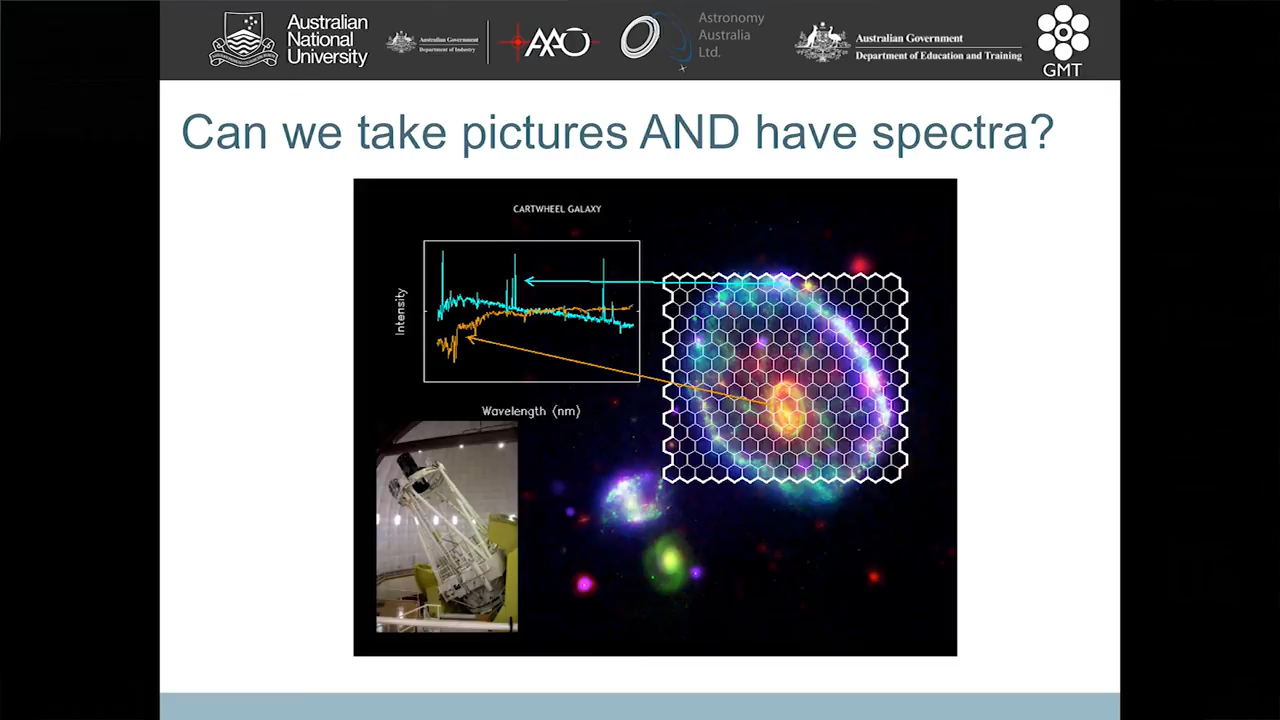 Australian
National
University
Australian Government
Department of Industry
AAO
Astronomy
Australia
Ltd.
Australian Government
Department of Education and Training
GMT
Can we take pictures AND have spectra?
CARTWHEEL GALAXY
Intensity
Wavelength (nm)